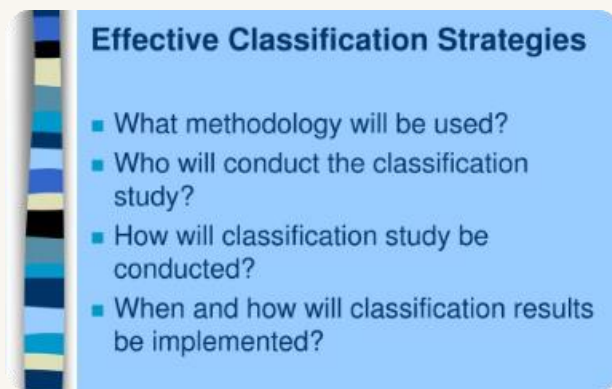 Effective Classification Strategies
What methodology will be used?
Who will conduct the classification
study?
How will classification study be
conducted?
When and how will classification results
be implemented?